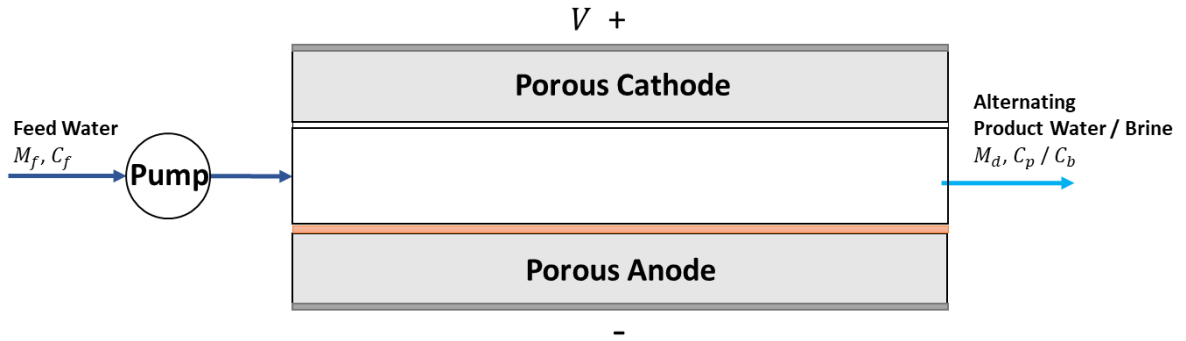 V +
Porous Cathode
Feed Water
M_f, C_f
Pump
Alternating
Product Water / Brine
M_d, C_p / C_b
Porous Anode
-